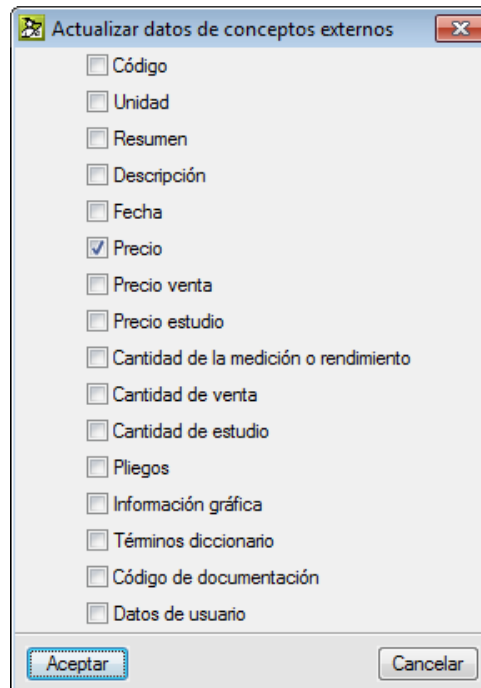 Actualizar datos de conceptos externos
Código
Unidad
Resumen
Descripción
Fecha
Precio
Precio venta
Precio estudio
Cantidad de la medición o rendimiento
Cantidad de venta
Cantidad de estudio
Pliegos
Información gráfica
Términos diccionario
Código de documentación
Datos de usuario
Aceptar
Cancelar